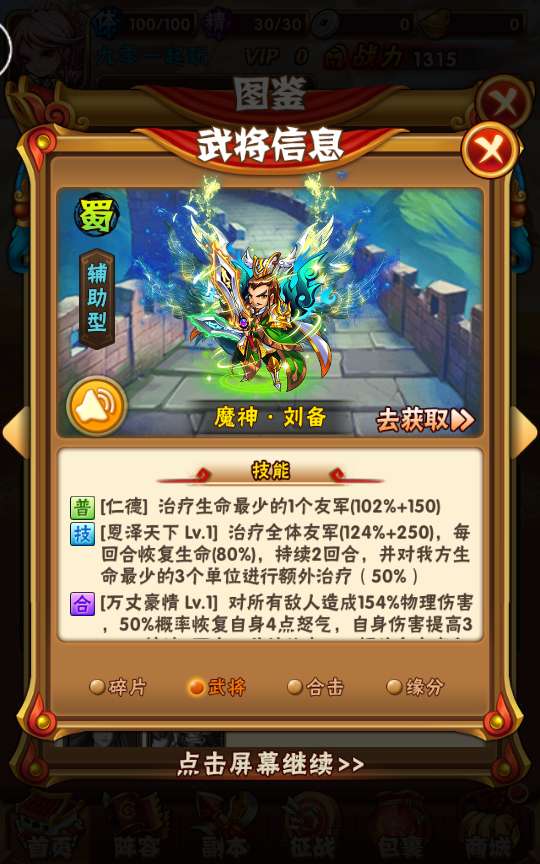 体 100/100 精 30/30 0 0
VIP 0 战力 1315
图鉴
武将信息
蜀
辅助型
魔神·刘备
去获取
技能
普 [仁德] 治疗生命最少的1个友军(102%+150)
技 [恩泽天下 Lv.1] 治疗全体友军(124%+250)，每
回合恢复生命(80%)，持续2回合，并对我方生
命最少的3个单位进行额外治疗（50%）
合 [万丈豪情 Lv.1] 对所有敌人造成154%物理伤害
，50%概率恢复自身4点怒气，自身伤害提高3
碎片 武将 合击 缘分
点击屏幕继续>>
首页 阵容 副本 征战 包裹 商城